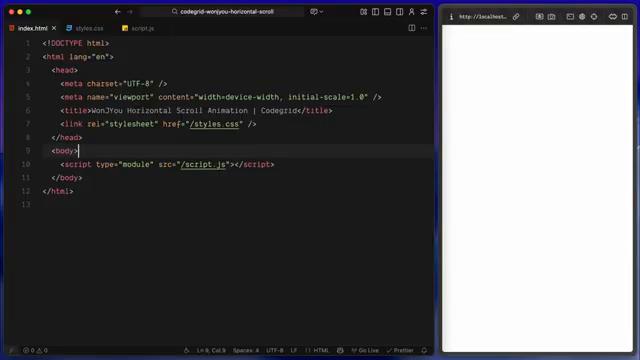 codegrid-wonjyou-horizontal-scroll
index.html
styles.css
script.js
http://localhost...
1 <!DOCTYPE html>
2 <html lang="en">
3 <head>
4 <meta charset="UTF-8" />
5 <meta name="viewport" content="width=device-width, initial-scale=1.0" />
6 <title>WonJYou Horizontal Scroll Animation | Codegrid</title>
7 <link rel="stylesheet" href="/styles.css" />
8 </head>
9 <body>
10 <script type="module" src="/script.js"></script>
11 </body>
12 </html>
13
0 0 Ln 9, Col 9 Spaces: 2 UTF-8 LF {} HTML Go Live Prettier